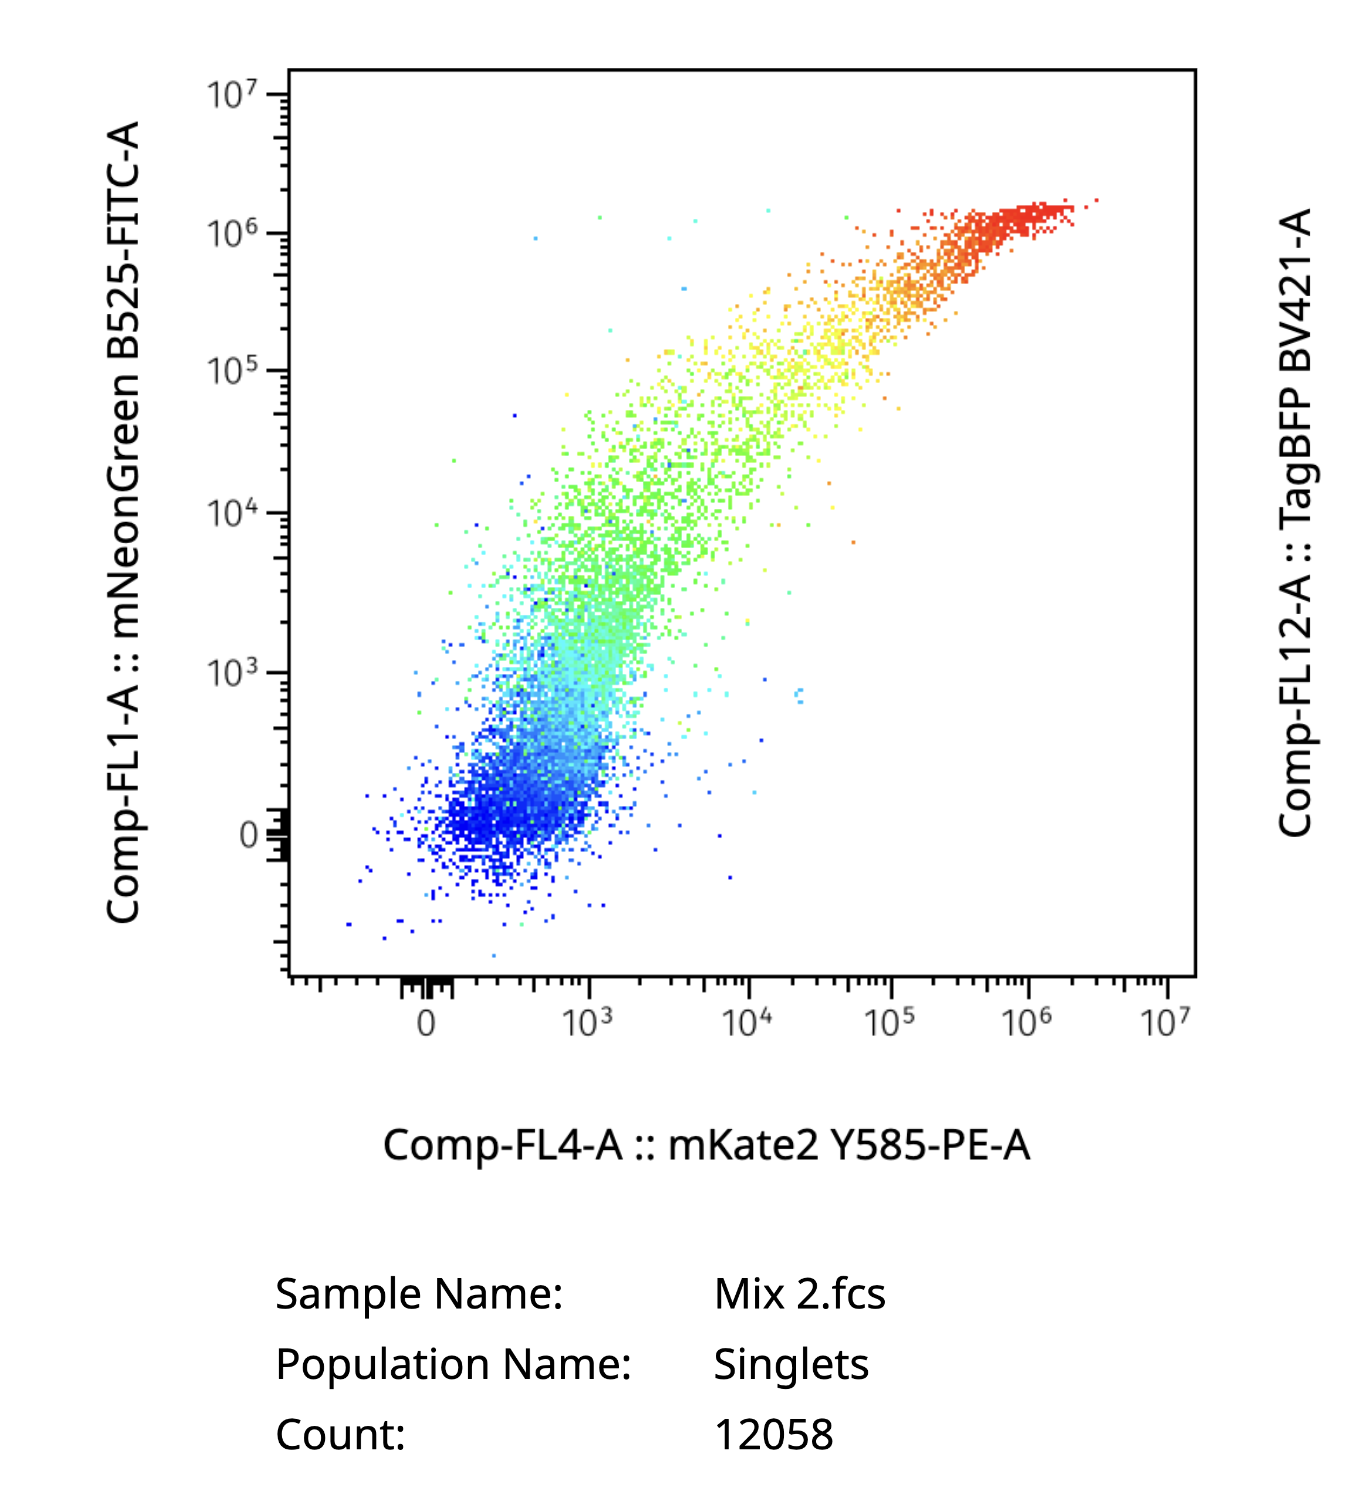 10⁷
10⁶
10⁵
10⁴
10³
0
Comp-FL1-A :: mNeonGreen B525-FITC-A
Comp-FL12-A :: TagBFP BV421-A
0 10³ 10⁴ 10⁵ 10⁶ 10⁷
Comp-FL4-A :: mKate2 Y585-PE-A
Sample Name: Mix 2.fcs
Population Name: Singlets
Count: 12058